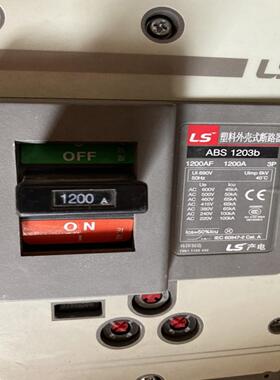 LS
OFF
1200 A
ON
LS 塑料外壳式断路器
ABS 1203b
1200AF 1200A 3P
Ui 690V Uimp 8kV
50Hz 40℃
Ue Icu
AC 600V 45kA
AC 500V 50kA
AC 460V 65kA
AC 415V 65kA
AC 380V 65kA
AC 240V 100kA
AC 220V 100kA
Ics=50%Icu
IEC 60947-2 Cat. A
LS 产电